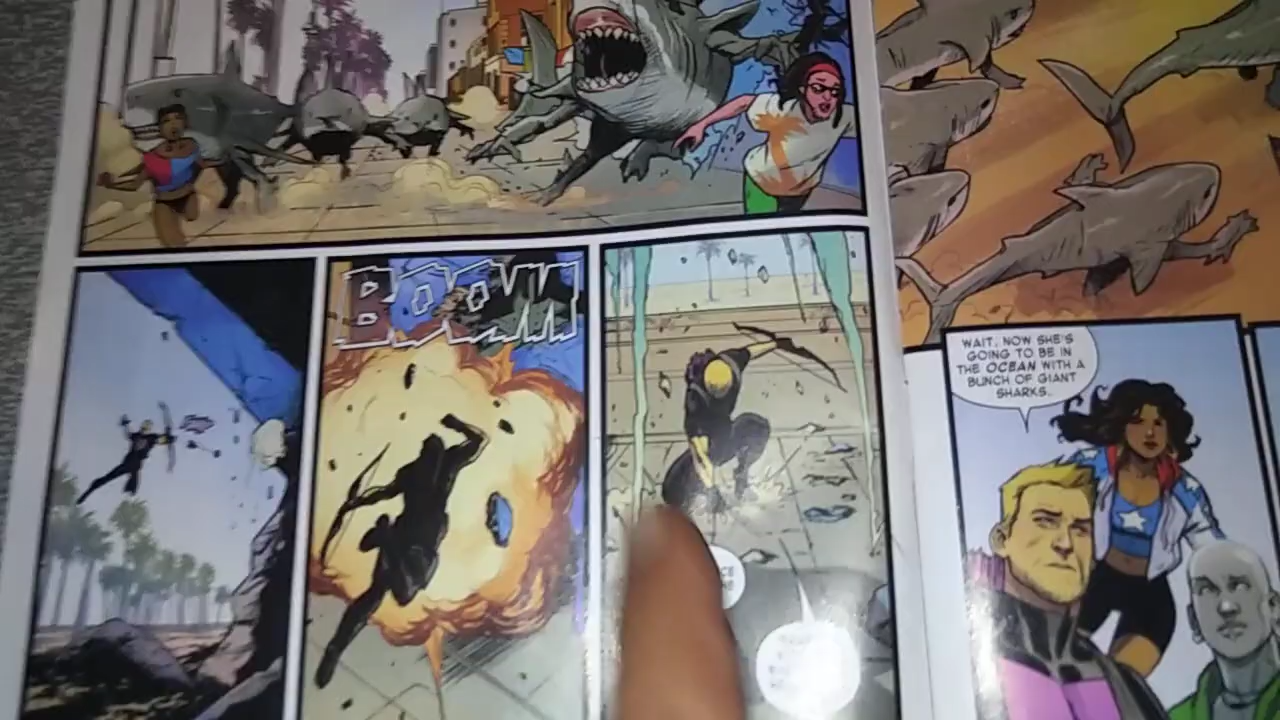 BOOM
WAIT, NOW SHE'S
GOING TO BE IN
THE OCEAN WITH A
BUNCH OF GIANT
SHARKS.